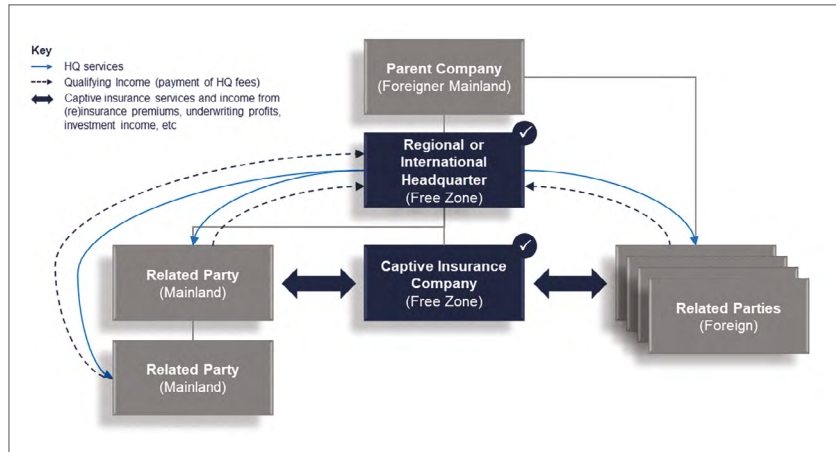 Key
HQ services
Qualifying Income (payment of HQ fees)
Captive insurance services and income from
(re)insurance premiums, underwriting profits,
investment income, etc
Parent Company
(Foreigner Mainland)
Regional or
International
Headquarter
(Free Zone)
Related Party
(Mainland)
Captive Insurance
Company
(Free Zone)
Related Parties
(Foreign)
Related Party
(Mainland)